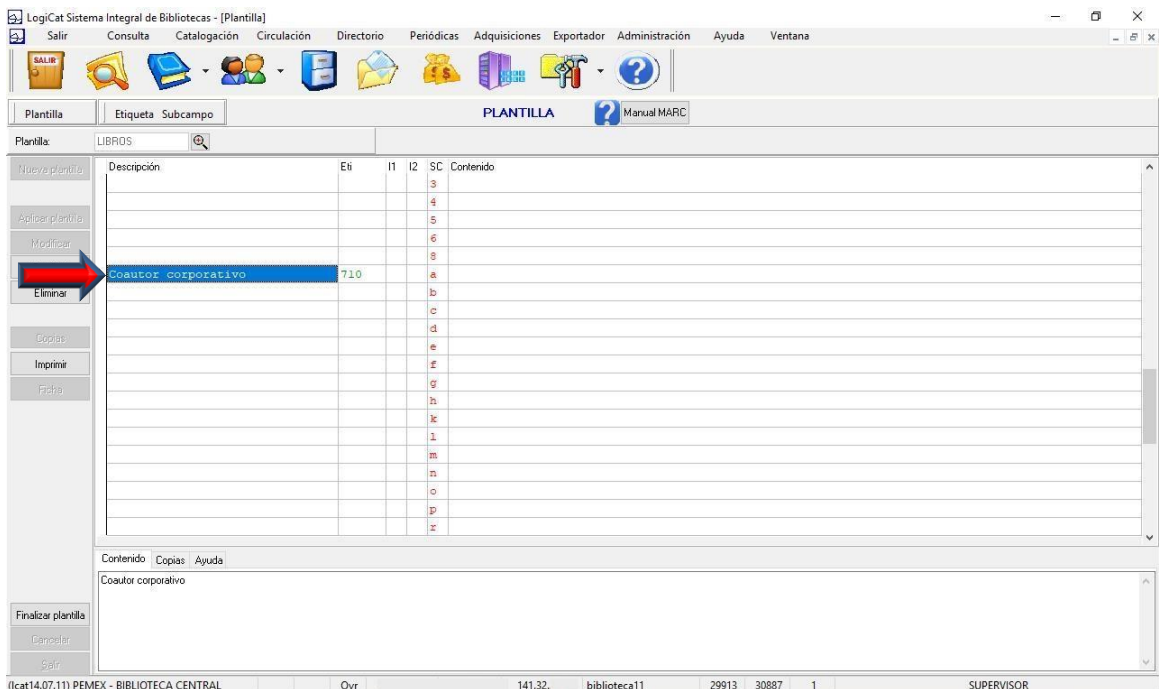 LogiCat Sistema Integral de Bibliotecas - [Plantilla]
Salir Consulta Catalogación Circulación Directorio Periódicas Adquisiciones Exportador Administración Ayuda Ventana
SALIR
Plantilla Etiqueta Subcampo PLANTILLA Manual MARC
Plantilla: LIBROS
Nueva plantilla
Aplicar plantilla
Modificar
Eliminar
Copias
Imprimir
Ficha
Descripción Eti I1 I2 SC Contenido
3
4
5
6
8
Coautor corporativo 710 a
b
c
d
e
f
g
h
k
l
m
n
o
p
r
Contenido Copias Ayuda
Coautor corporativo
Finalizar plantilla
Cancelar
Salir
(lcat14.07.11) PEMEX - BIBLIOTECA CENTRAL Ovr 141.32. biblioteca11 29913 30887 1 SUPERVISOR